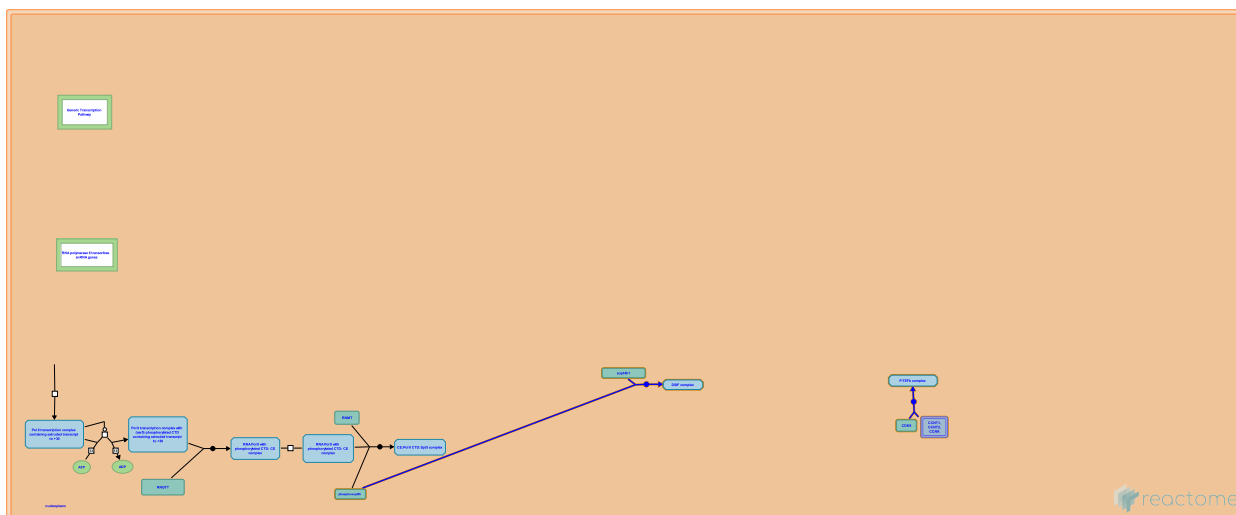 Generic Transcription
Pathway
RNA polymerase II transcribes
snRNA genes
supt4h1
DSIF complex
P-TEFb complex
CDK9
CCNT1,
CCNT2,
CCNK
RNMT
Pol II transcription complex
containing extruded transcript
to +30
Pol II transcription complex with
(ser5) phosphorylated CTD
containing extruded transcript
to +30
RNA Pol II with
phosphorylated CTD: CE
complex
RNA Pol II with
phosphorylated CTD: CE
complex
CE:Pol II CTD:Spt5 complex
ATP
ADP
RNGTT
nucleoplasm
reactome